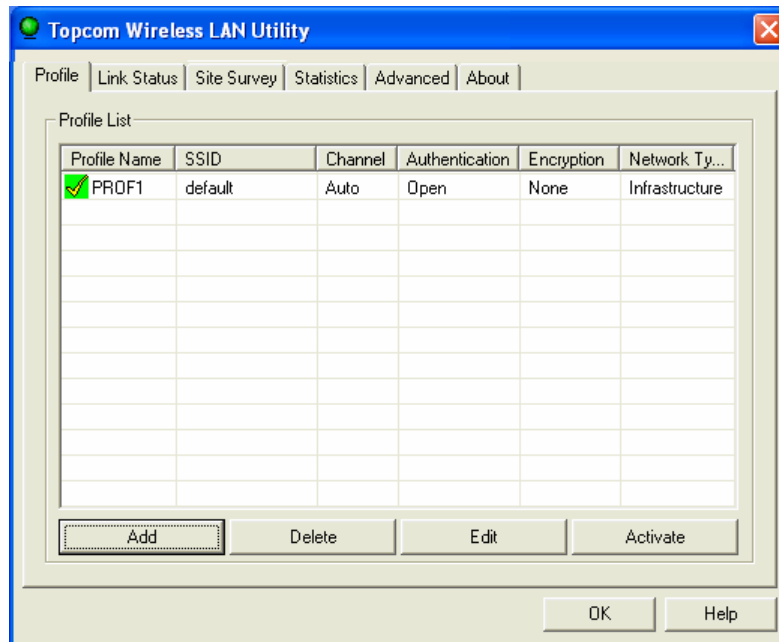 Topcom Wireless LAN Utility
Profile Link Status Site Survey Statistics Advanced About
Profile List
Profile Name SSID Channel Authentication Encryption Network Ty...
PROF1 default Auto Open None Infrastructure
Add Delete Edit Activate
OK Help